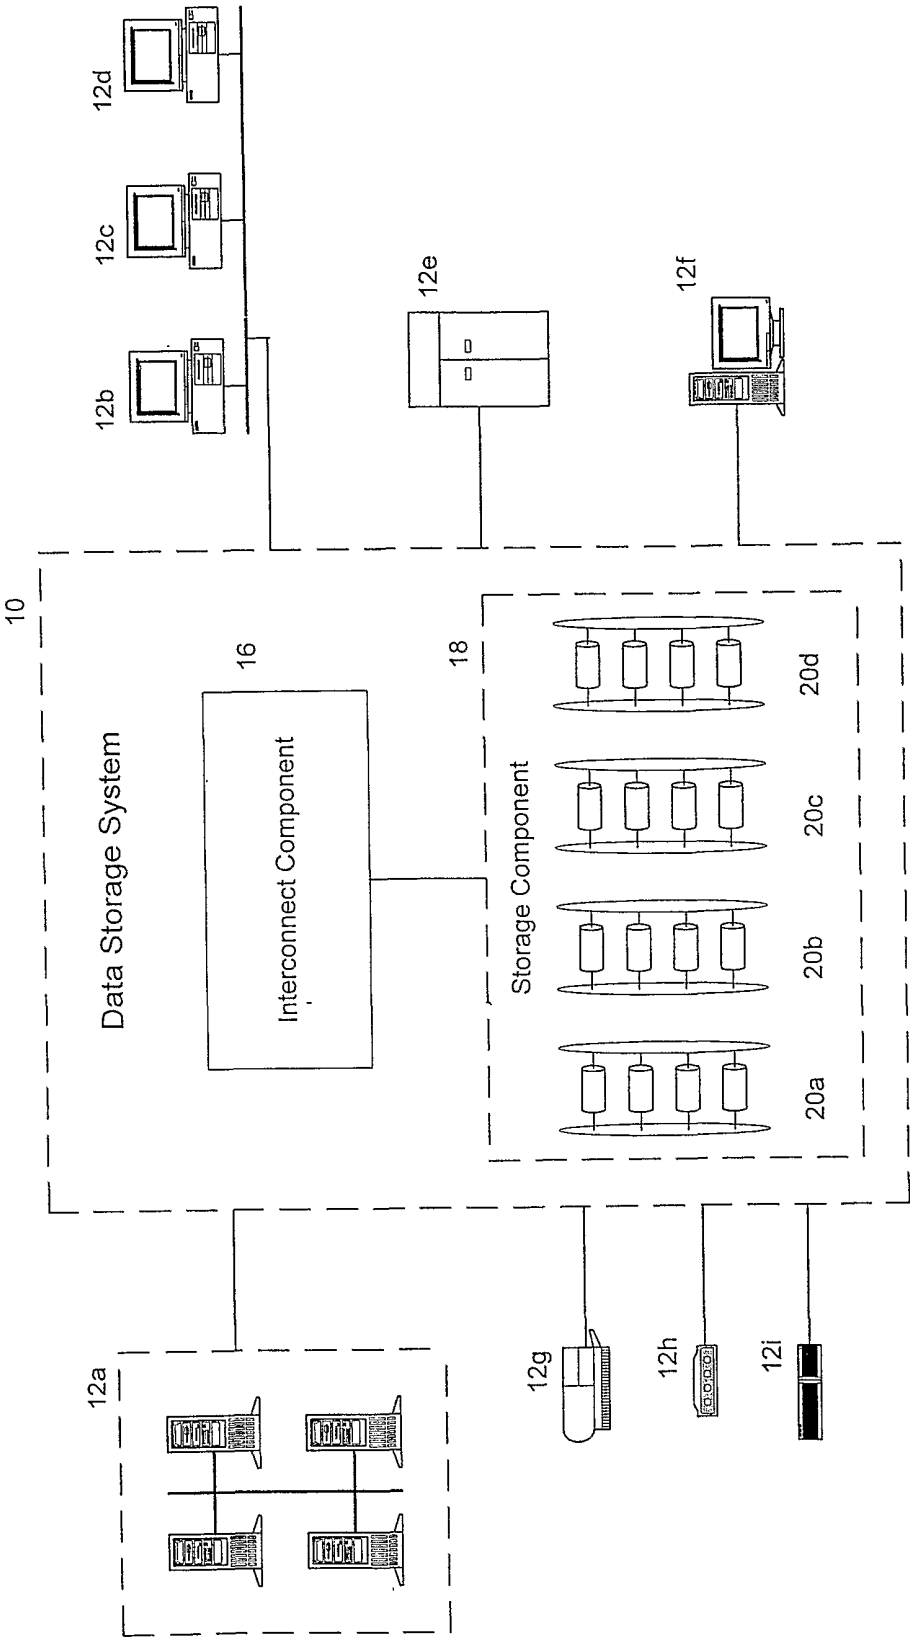 10
Data Storage System
12a
12b
12c
12d
16
Interconnect Component
12e
18
Storage Component
12g
12h
12i
12f
20a
20b
20c
20d